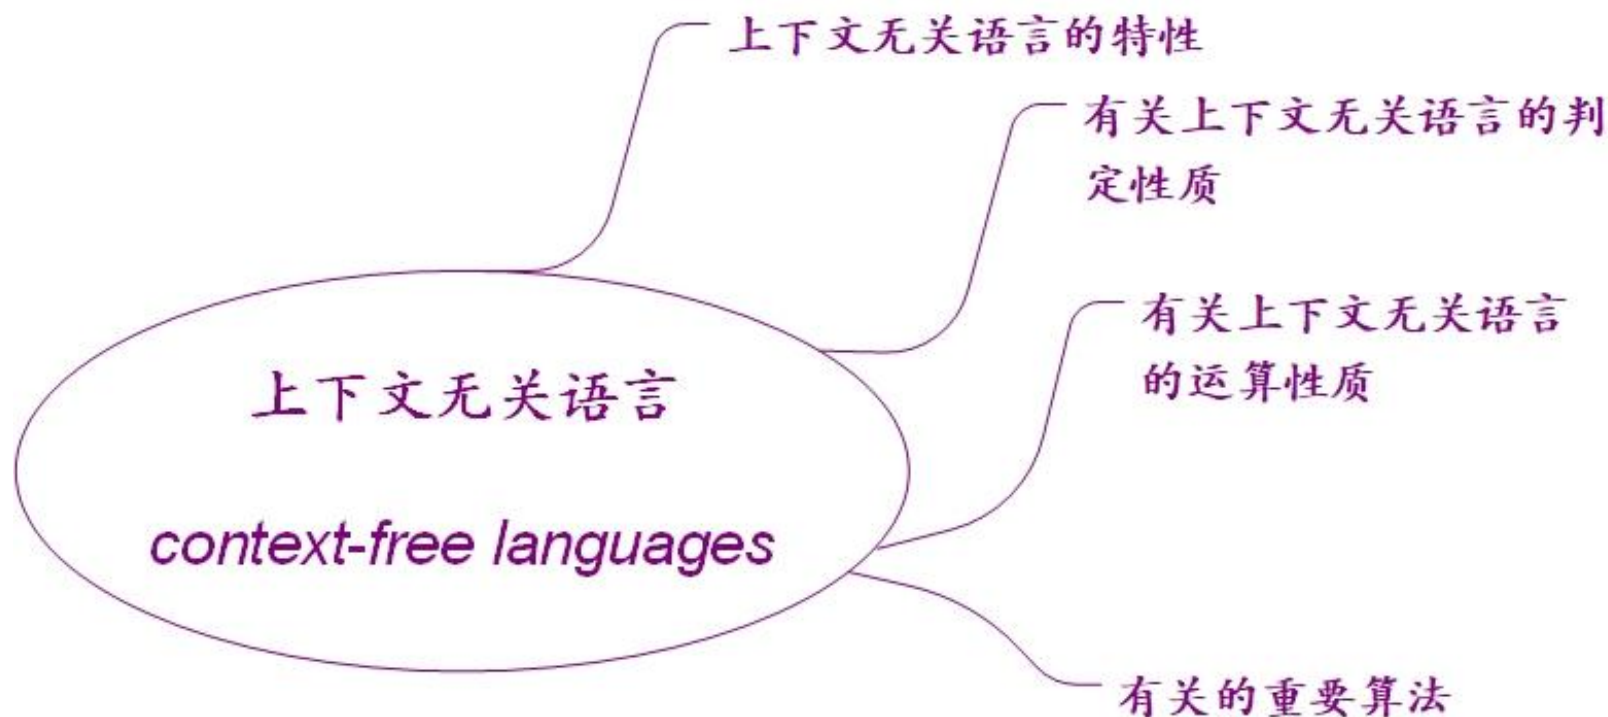 上下文无关语言的特性
有关上下文无关语言的判
定性质
有关上下文无关语言
的运算性质
上下文无关语言
context-free languages
有关的重要算法